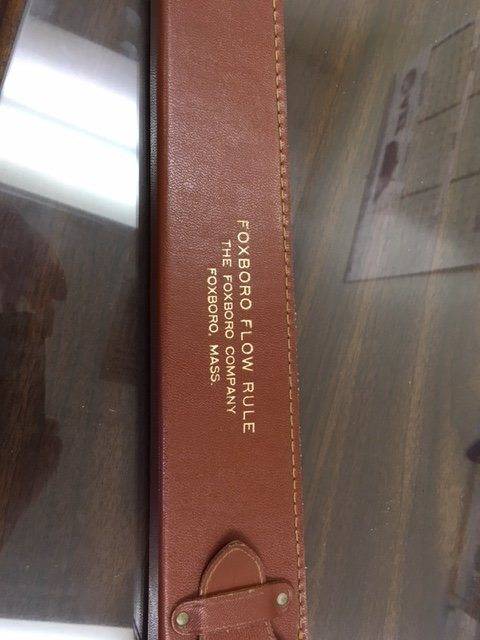 FOXBORO FLOW RULE
THE FOXBORO COMPANY
FOXBORO, MASS.